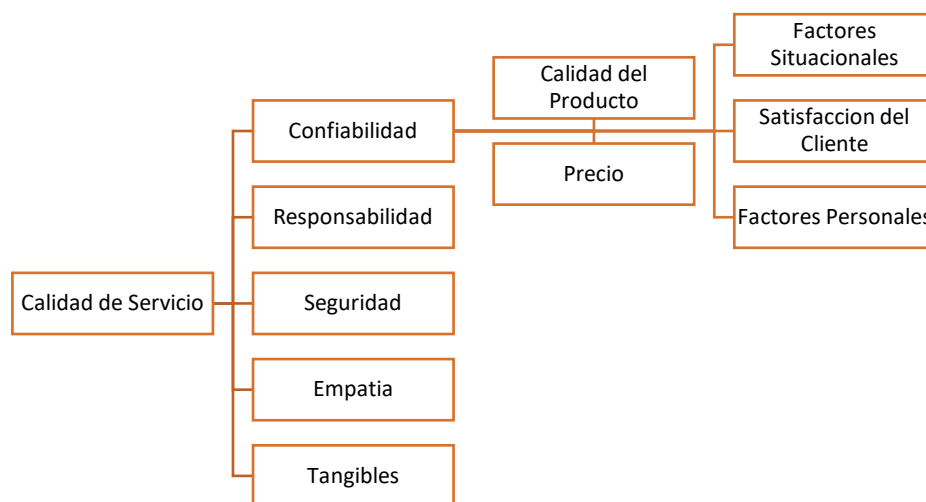 Factores
Situacionales
Calidad del
Producto
Confiabilidad
Satisfaccion del
Cliente
Precio
Responsabilidad
Factores Personales
Calidad de Servicio
Seguridad
Empatia
Tangibles